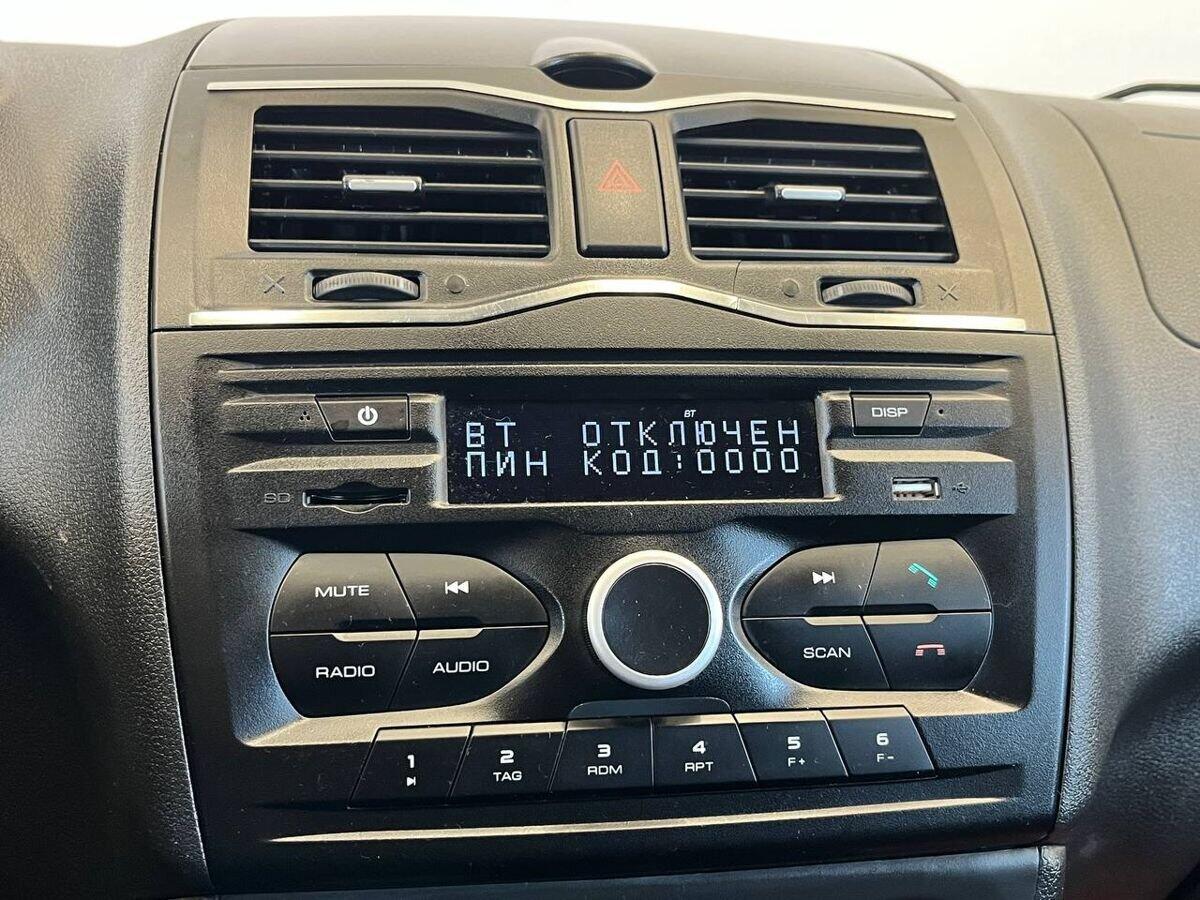 BT
DISP
ВТ ОТКЛЮЧЕН
ПИН КОД:0000
SD
MUTE
RADIO
AUDIO
SCAN
1
2
TAG
3
RDM
4
RPT
5
F+
6
F-